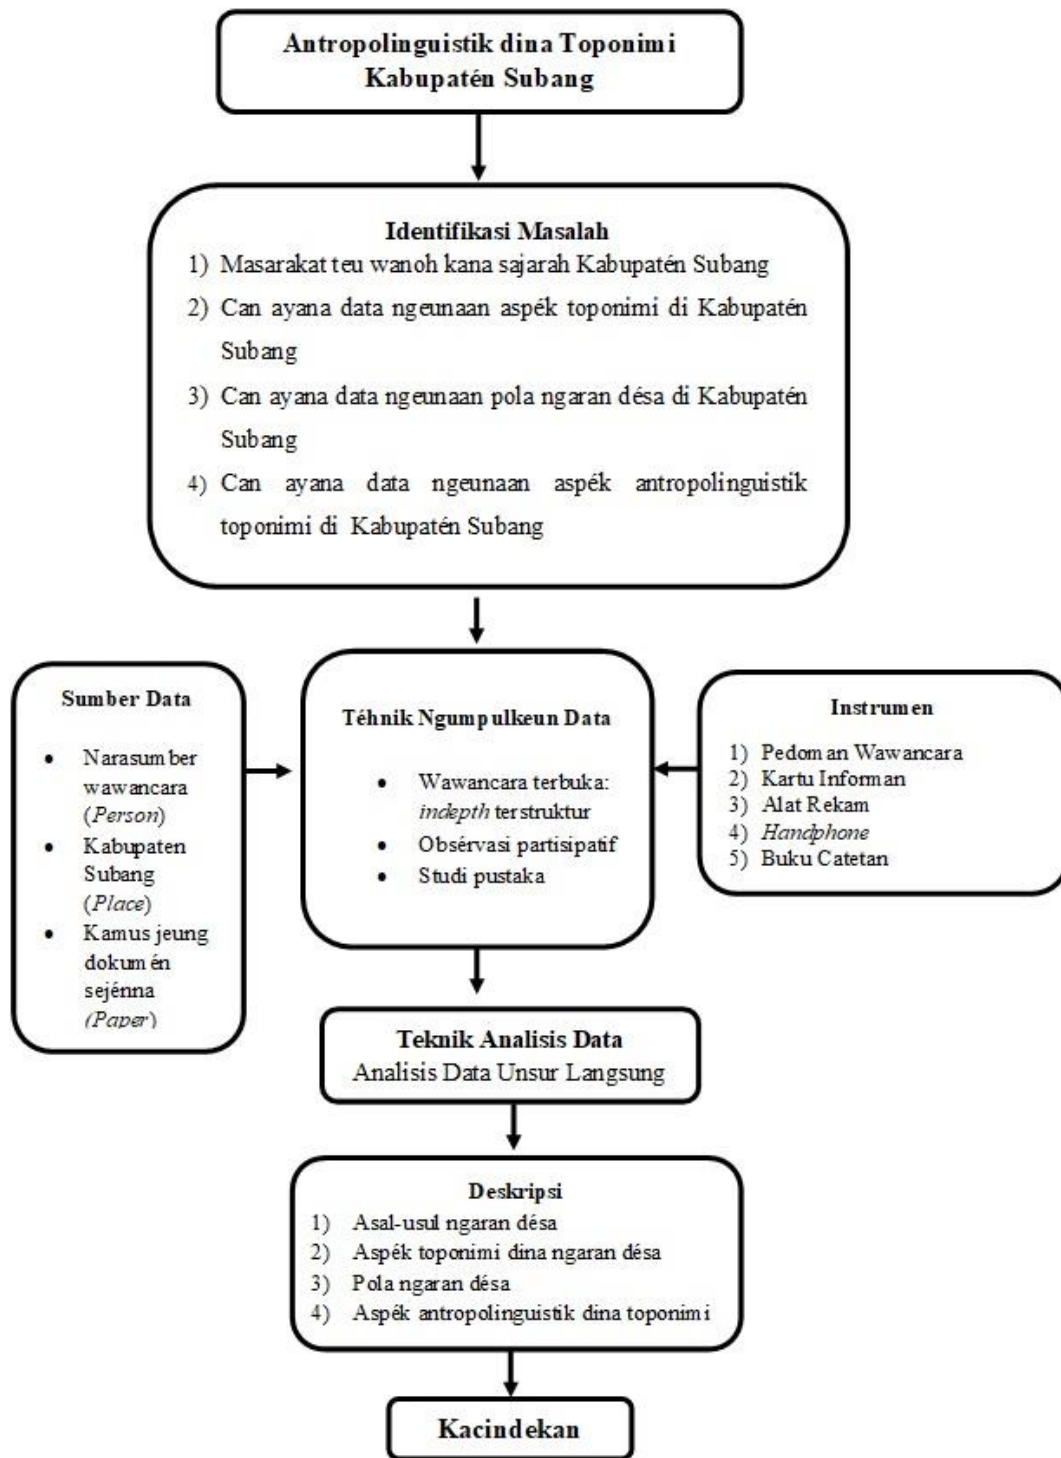 Antropolinguistik dina Toponimi
Kabupatén Subang
Identifikasi Masalah
1) Masarakat teu wanoh kana sajarah Kabupatén Subang
2) Can ayana data ngeunaan aspék toponimi di Kabupatén
Subang
3) Can ayana data ngeunaan pola ngaran désa di Kabupatén
Subang
4) Can ayana data ngeunaan aspék antropolinguistik
toponimi di Kabupatén Subang
Sumber Data
• Narasumber
wawancara
(Person)
• Kabupaten
Subang
(Place)
• Kamus jeung
dokumén
sejénna
(Paper)
Téhnik Ngumpulkeun Data
• Wawancara terbuka:
indepth terstruktur
• Obsérvasi partisipatif
• Studi pustaka
Instrumen
1) Pedoman Wawancara
2) Kartu Informan
3) Alat Rekam
4) Handphone
5) Buku Catetan
Teknik Analisis Data
Analisis Data Unsur Langsung
Deskripsi
1) Asal-usul ngaran désa
2) Aspék toponimi dina ngaran désa
3) Pola ngaran désa
4) Aspék antropolinguistik dina toponimi
Kacindekan